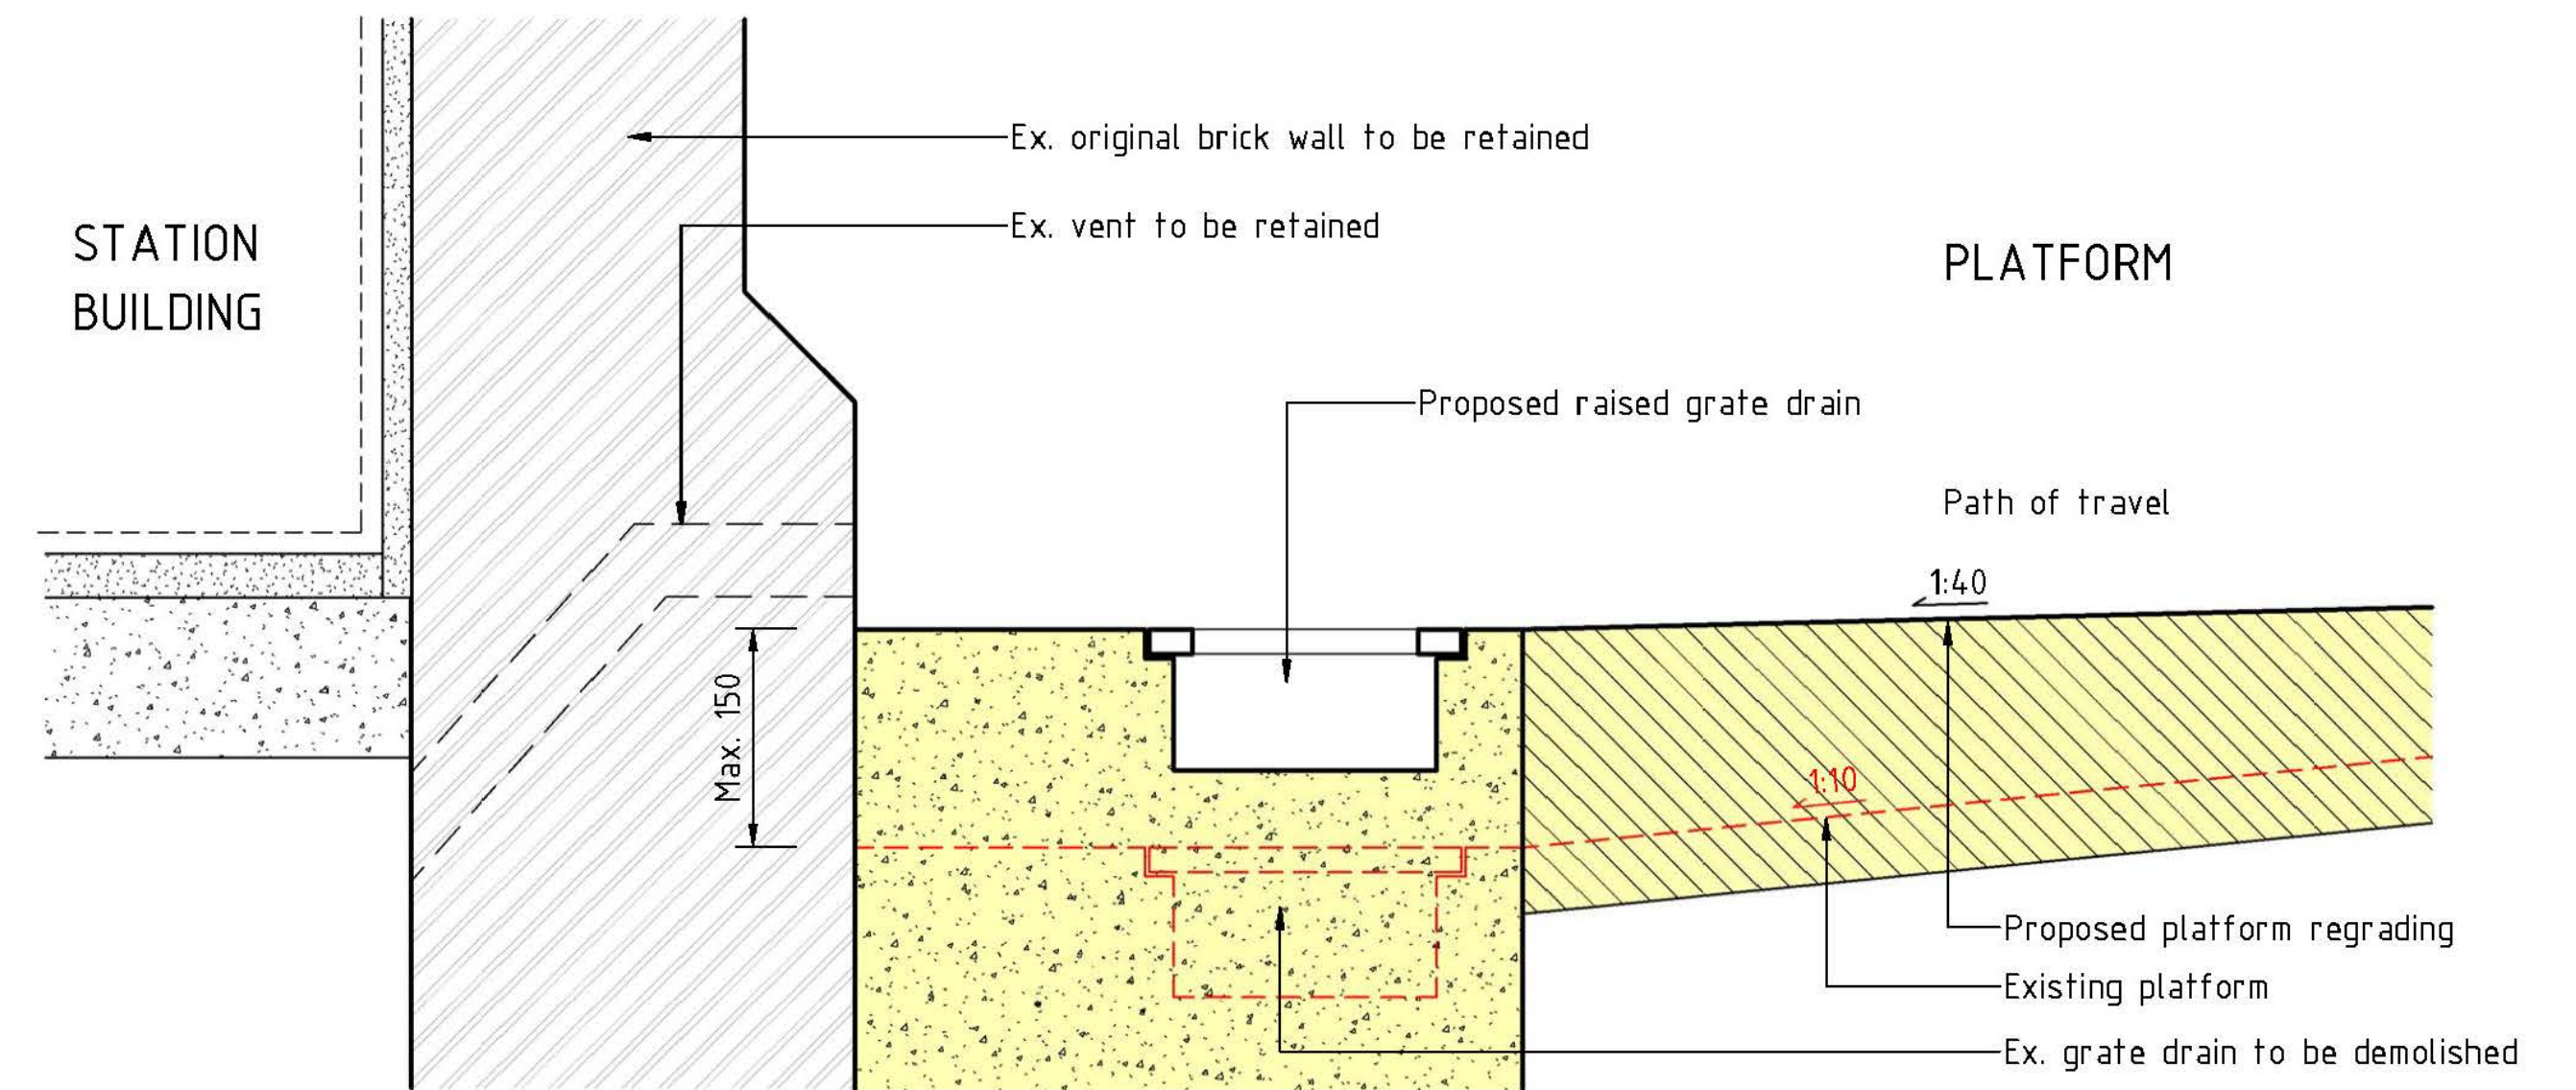 Ex. original brick wall to be retained
Ex. vent to be retained
STATION
BUILDING
PLATFORM
Proposed raised grate drain
Path of travel
1:40
Max. 150
1:10
Proposed platform regrading
Existing platform
Ex. grate drain to be demolished